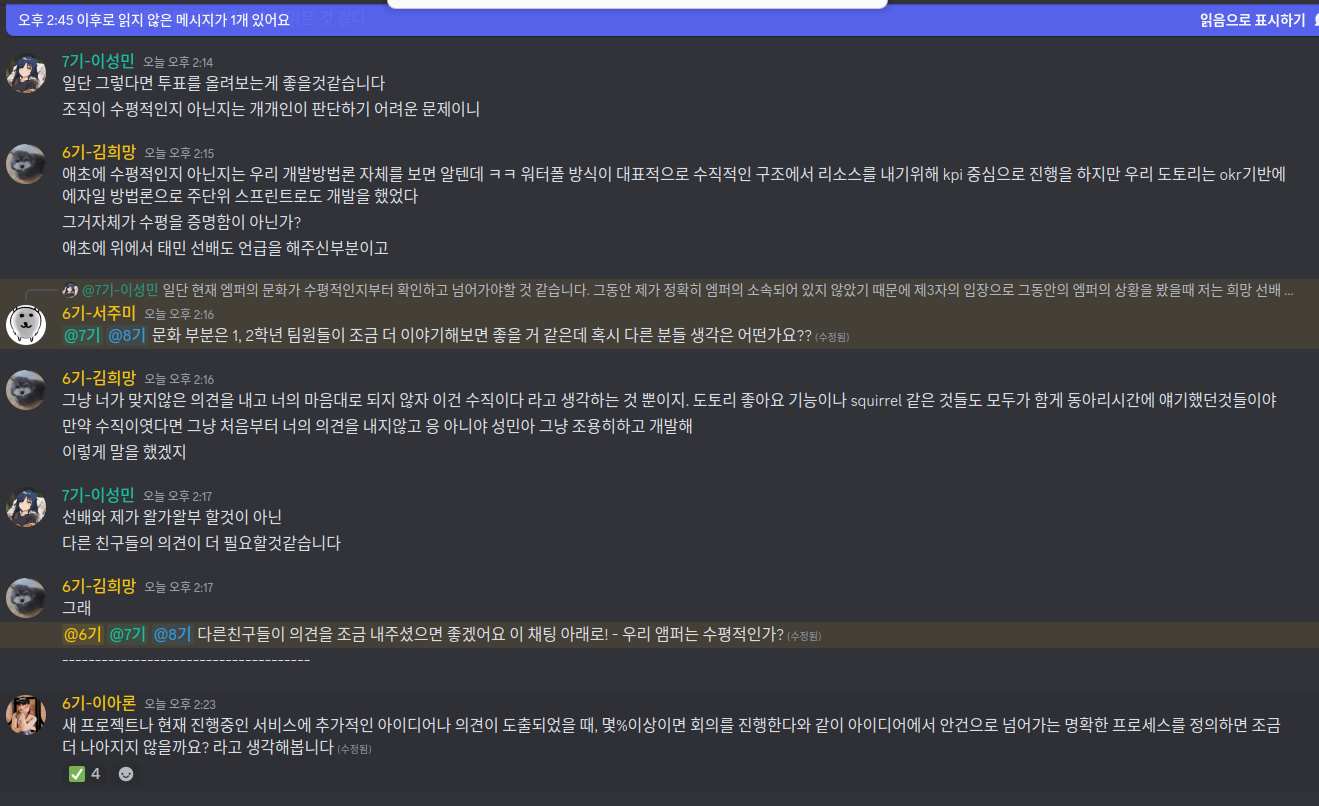 오후 2:45 이후로 읽지 않은 메시지가 1개 있어요
읽음으로 표시하기
7기-이성민 오늘 오후 2:14
일단 그렇다면 투표를 올려보는게 좋을것같습니다
조직이 수평적인지 아닌지는 개개인이 판단하기 어려운 문제이니
6기-김희망 오늘 오후 2:15
애초에 수평적인지 아닌지는 우리 개발방법론 자체를 보면 알텐데 ㅋㅋ 워터폴 방식이 대표적으로 수직적인 구조에서 리소스를 내기위해 kpi 중심으로 진행을 하지만 우리 도토리는 okr기반에
에자일 방법론으로 주단위 스프린트로도 개발을 했었다
그거자체가 수평을 증명함이 아닌가?
애초에 위에서 태민 선배도 언급을 해주신부분이고
@7기-이성민 일단 현재 엠퍼의 문화가 수평적인지부터 확인하고 넘어가야할 것 같습니다. 그동안 제가 정확히 엠퍼의 소속되어 있지 않았기 때문에 제3자의 입장으로 그동안의 엠퍼의 상황을 봤을때 저는 희망 선배 ...
6기-서주미 오늘 오후 2:16
@7기 @8기 문화 부분은 1, 2학년 팀원들이 조금 더 이야기해보면 좋을 거 같은데 혹시 다른 분들 생각은 어떤가요?? (수정됨)
6기-김희망 오늘 오후 2:16
그냥 너가 맞지않은 의견을 내고 너의 마음대로 되지 않자 이건 수직이다 라고 생각하는 것 뿐이지. 도토리 좋아요 기능이나 squirrel 같은 것들도 모두가 함게 동아리시간에 얘기했던것들이야
만약 수직이엿다면 그냥 처음부터 너의 의견을 내지않고 응 아니야 성민아 그냥 조용히하고 개발해
이렇게 말을 했겠지
7기-이성민 오늘 오후 2:17
선배와 제가 왈가왈부 할것이 아닌
다른 친구들의 의견이 더 필요할것같습니다
6기-김희망 오늘 오후 2:17
그래
@6기 @7기 @8기 다른친구들이 의견을 조금 내주셨으면 좋겠어요 이 채팅 아래로! - 우리 앰퍼는 수평적인가? (수정됨)
--------------------------------------
6기-이아론 오늘 오후 2:23
새 프로젝트나 현재 진행중인 서비스에 추가적인 아이디어나 의견이 도출되었을 때, 몇%이상이면 회의를 진행한다와 같이 아이디어에서 안건으로 넘어가는 명확한 프로세스를 정의하면 조금
더 나아지지 않을까요? 라고 생각해봅니다 (수정됨)
4